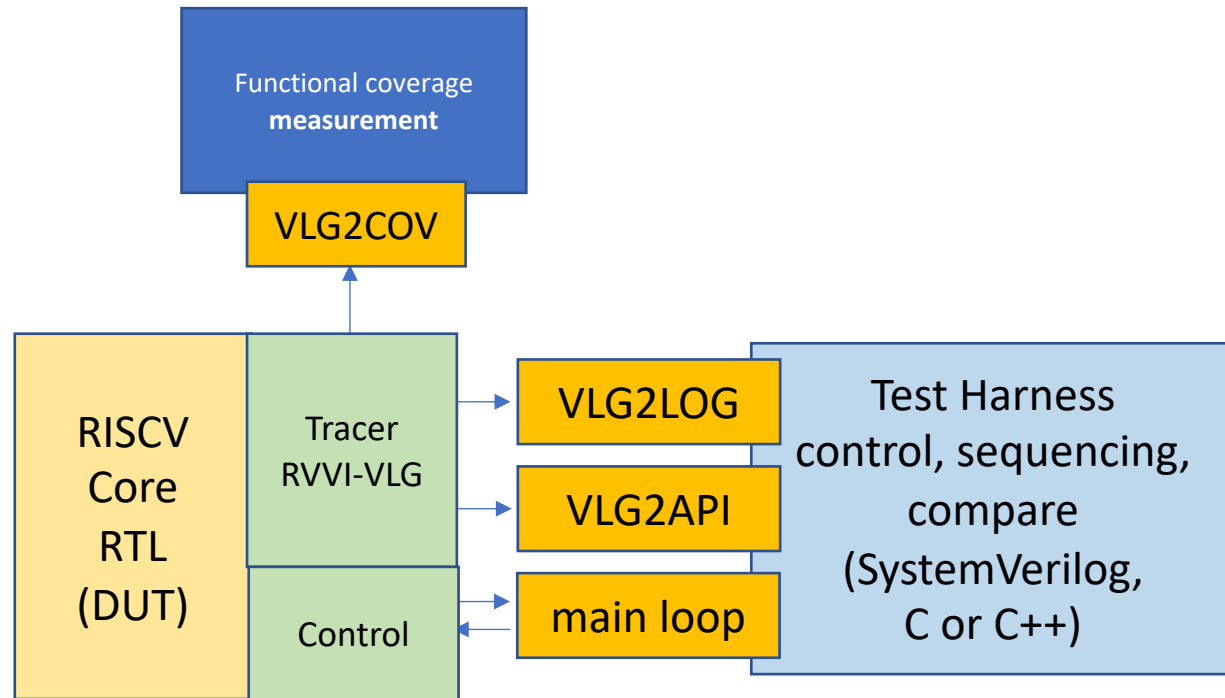 Functional coverage
measurement
VLG2COV
RISCV
Core
RTL
(DUT)
Tracer
RVVI-VLG
Control
VLG2LOG
VLG2API
main loop
Test Harness
control, sequencing,
compare
(SystemVerilog,
C or C++)